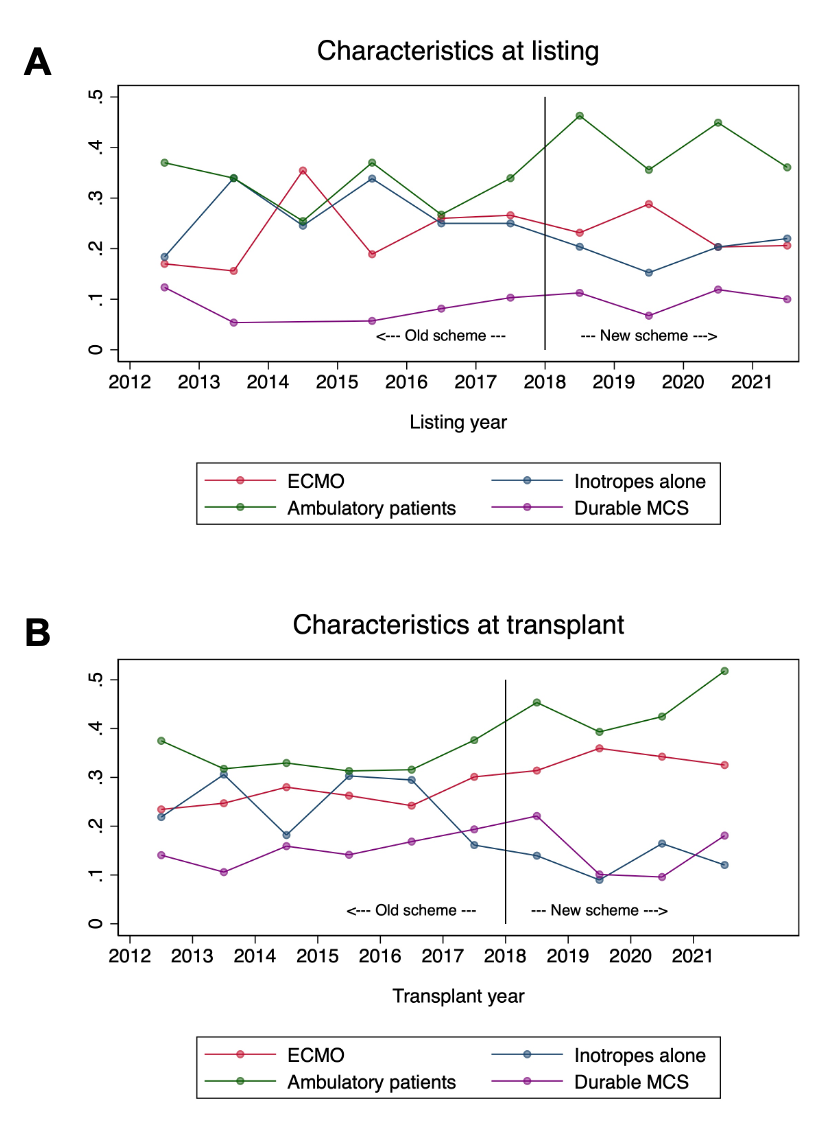 A
Characteristics at listing
.5
.4
.3
.2
.1
0
<--- Old scheme ---
--- New scheme --->
2012 2013 2014 2015 2016 2017 2018 2019 2020 2021
Listing year
ECMO Inotropes alone
Ambulatory patients Durable MCS
B
Characteristics at transplant
.5
.4
.3
.2
.1
0
<--- Old scheme ---
--- New scheme --->
2012 2013 2014 2015 2016 2017 2018 2019 2020 2021
Transplant year
ECMO Inotropes alone
Ambulatory patients Durable MCS